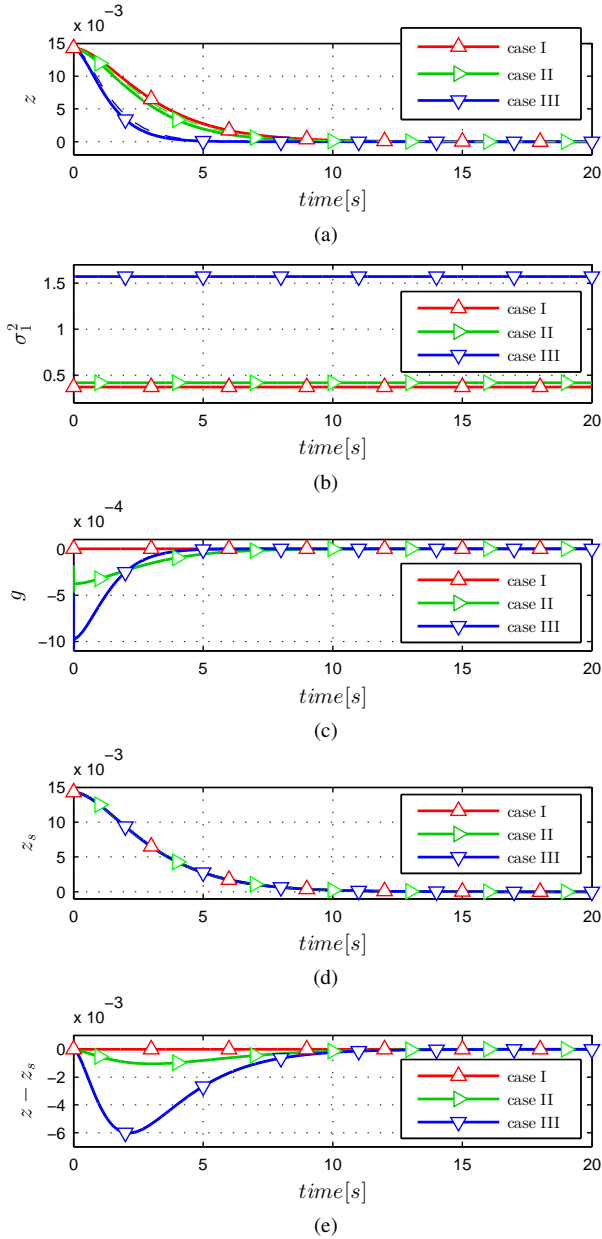 x 10 −3
15
10
5
0
z
case I
case II
case III
0 5 10 15 20
time[s]
(a)
1.5
1
0.5
σ₁²
case I
case II
case III
0 5 10 15 20
time[s]
(b)
x 10 −4
0
−5
−10
g
case I
case II
case III
0 5 10 15 20
time[s]
(c)
x 10 −3
15
10
5
0
zₛ
case I
case II
case III
0 5 10 15 20
time[s]
(d)
x 10 −3
0
−2
−4
−6
z − zₛ
case I
case II
case III
0 5 10 15 20
time[s]
(e)